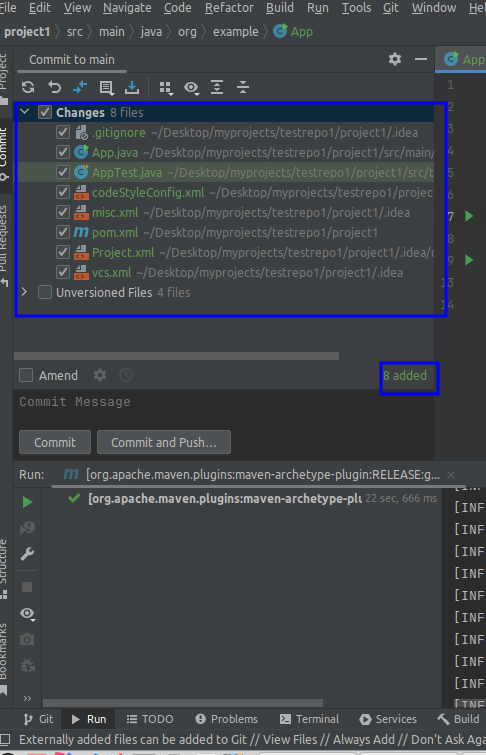 File Edit View Navigate Code Refactor Build Run Tools Git Window Help
project1 src main java org example App
Commit to main
App
Project
Commit
Pull Requests
Changes 8 files
.gitignore ~/Desktop/myprojects/testrepo1/project1/.idea
App.java ~/Desktop/myprojects/testrepo1/project1/src/main/
AppTest.java ~/Desktop/myprojects/testrepo1/project1/src/t
codeStyleConfig.xml ~/Desktop/myprojects/testrepo1/projec
misc.xml ~/Desktop/myprojects/testrepo1/project1/.idea
pom.xml ~/Desktop/myprojects/testrepo1/project1
Project.xml ~/Desktop/myprojects/testrepo1/project1/.idea/c
vcs.xml ~/Desktop/myprojects/testrepo1/project1/.idea
Unversioned Files 4 files
1
2
3
4
5
6
7
8
9
13
14
Amend
8 added
Commit Message
Commit
Commit and Push...
Run: [org.apache.maven.plugins:maven-archetype-plugin:RELEASE:g...
[org.apache.maven.plugins:maven-archetype-plu 22 sec, 666 ms
[INF
[INF
[INF
[INF
[INF
[INF
[INF
[INF
[INF
[INF
[INF
Structure
Bookmarks
Git Run TODO Problems Terminal Services Build
Externally added files can be added to Git // View Files // Always Add // Don't Ask Aga